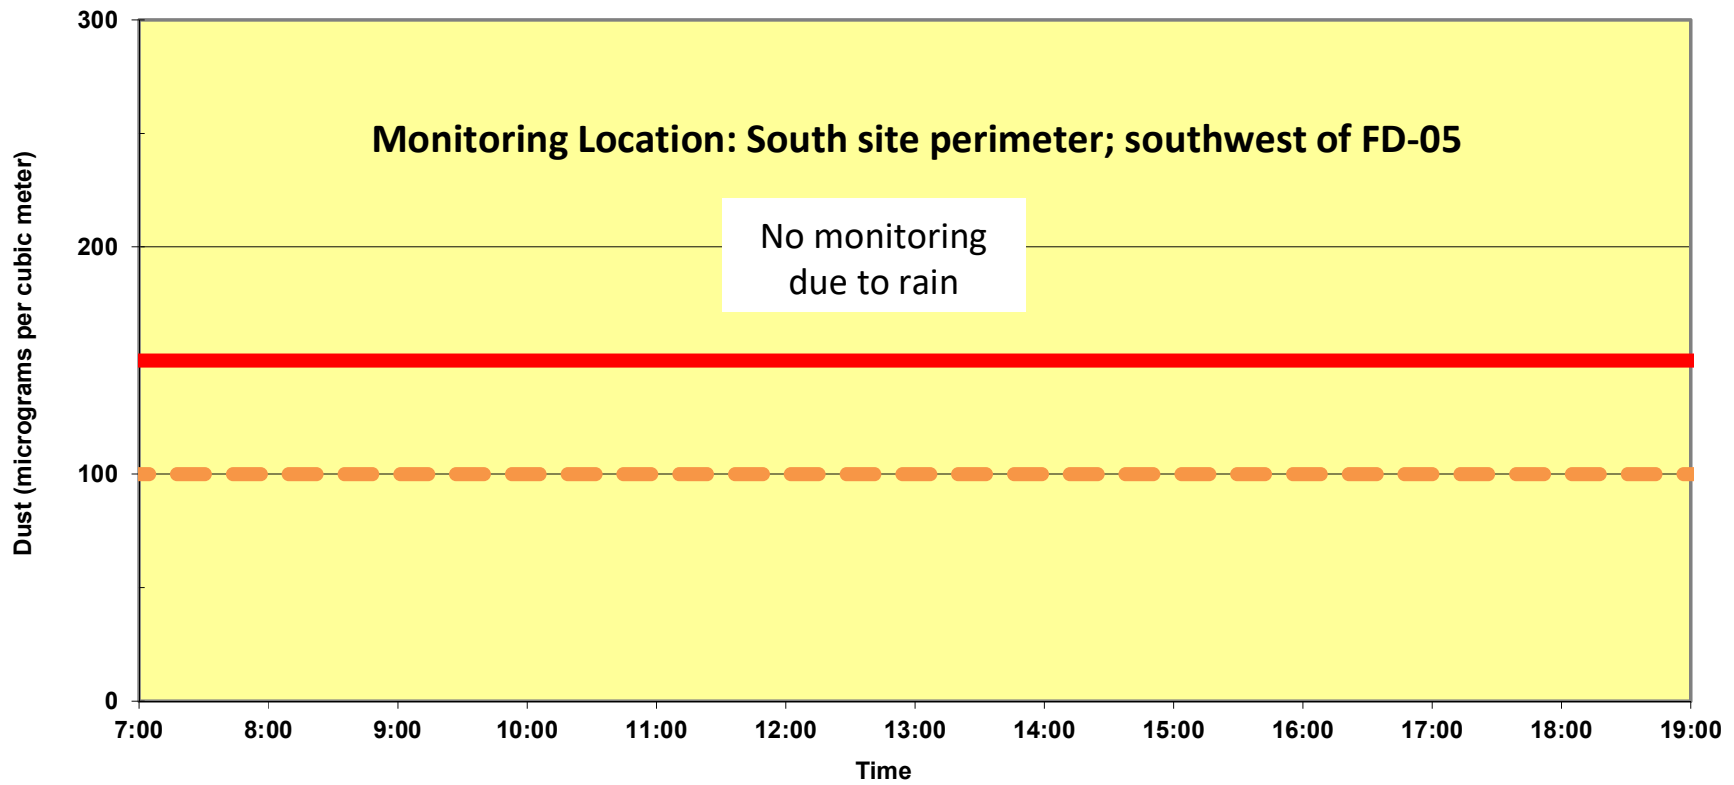 300
Monitoring Location: South site perimeter; southwest of FD-05
No monitoring
due to rain
200
100
0
Dust (micrograms per cubic meter)
7:00 8:00 9:00 10:00 11:00 12:00 13:00 14:00 15:00 16:00 17:00 18:00 19:00
Time